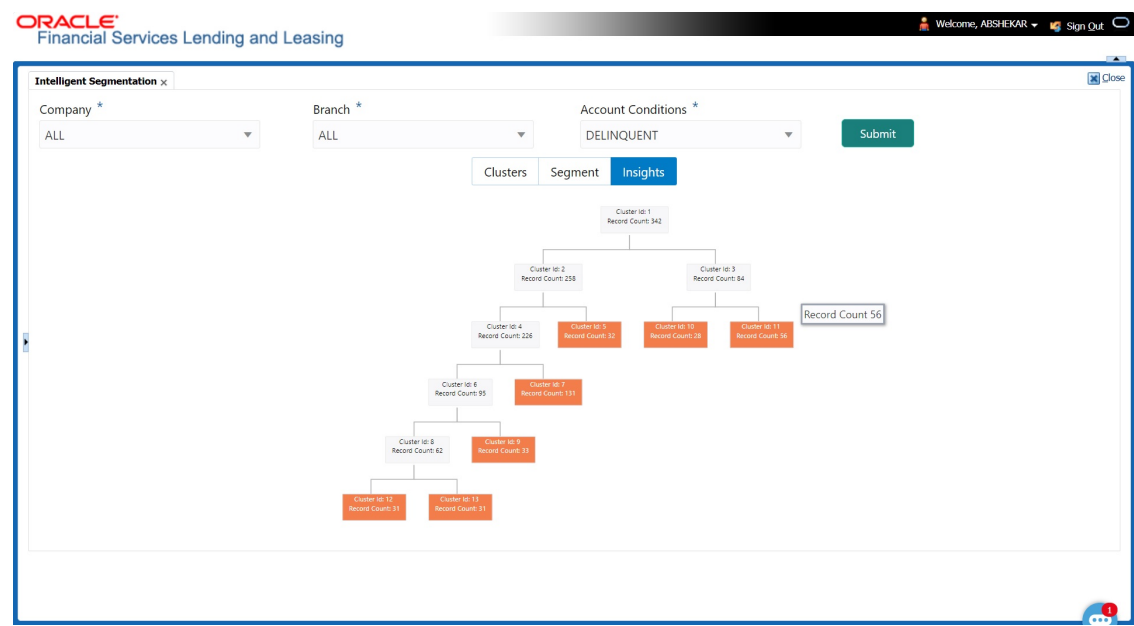 ORACLE
Financial Services Lending and Leasing
Welcome, ABSHEKAR
Sign Out
Intelligent Segmentation x
Close
Company *
Branch *
Account Conditions *
ALL
ALL
DELINQUENT
Submit
Clusters
Segment
Insights
Cluster Id: 1
Record Count: 342
Cluster Id: 2
Record Count: 258
Cluster Id: 3
Record Count: 84
Record Count 56
Cluster Id: 4
Record Count: 226
Cluster Id: 5
Record Count: 32
Cluster Id: 10
Record Count: 28
Cluster Id: 11
Record Count: 56
Cluster Id: 6
Record Count: 95
Cluster Id: 7
Record Count: 131
Cluster Id: 8
Record Count: 62
Cluster Id: 9
Record Count: 33
Cluster Id: 12
Record Count: 31
Cluster Id: 13
Record Count: 31
1